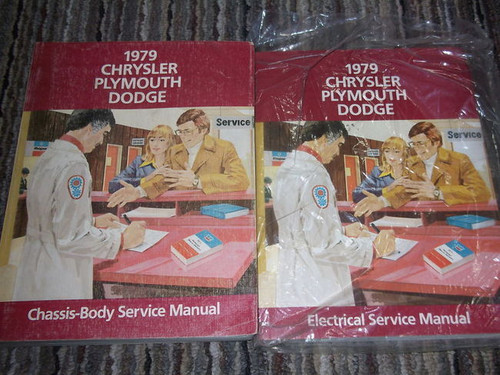 1979
CHRYSLER
PLYMOUTH
DODGE
Service
Chassis-Body Service Manual
1979
CHRYSLER
PLYMOUTH
DODGE
Service
Electrical Service Manual